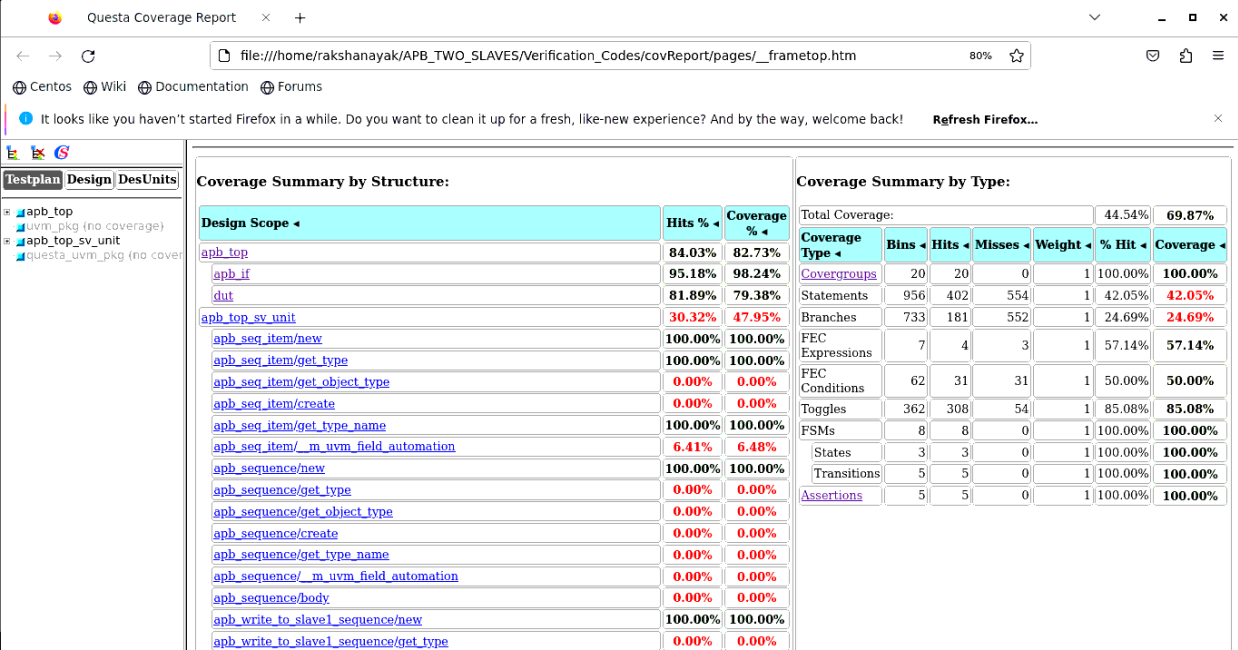 Questa Coverage Report
file:///home/rakshanayak/APB_TWO_SLAVES/Verification_Codes/covReport/pages/__frametop.htm 80%
Centos Wiki Documentation Forums
It looks like you haven't started Firefox in a while. Do you want to clean it up for a fresh, like-new experience? And by the way, welcome back! Refresh Firefox...
Testplan Design DesUnits
apb_top
uvm_pkg (no coverage)
apb_top_sv_unit
questa_uvm_pkg (no cover
Coverage Summary by Structure:
Design Scope Hits % Coverage %
apb_top 84.03% 82.73%
apb_if 95.18% 98.24%
dut 81.89% 79.38%
apb_top_sv_unit 30.32% 47.95%
apb_seq_item/new 100.00% 100.00%
apb_seq_item/get_type 100.00% 100.00%
apb_seq_item/get_object_type 0.00% 0.00%
apb_seq_item/create 0.00% 0.00%
apb_seq_item/get_type_name 100.00% 100.00%
apb_seq_item/__m_uvm_field_automation 6.41% 6.48%
apb_sequence/new 100.00% 100.00%
apb_sequence/get_type 0.00% 0.00%
apb_sequence/get_object_type 0.00% 0.00%
apb_sequence/create 0.00% 0.00%
apb_sequence/get_type_name 0.00% 0.00%
apb_sequence/__m_uvm_field_automation 0.00% 0.00%
apb_sequence/body 0.00% 0.00%
apb_write_to_slave1_sequence/new 100.00% 100.00%
apb_write_to_slave1_sequence/get_type 0.00% 0.00%
Coverage Summary by Type:
Total Coverage: 44.54% 69.87%
Coverage Type Bins Hits Misses Weight % Hit Coverage
Covergroups 20 20 0 1 100.00% 100.00%
Statements 956 402 554 1 42.05% 42.05%
Branches 733 181 552 1 24.69% 24.69%
FEC Expressions 7 4 3 1 57.14% 57.14%
FEC Conditions 62 31 31 1 50.00% 50.00%
Toggles 362 308 54 1 85.08% 85.08%
FSMs 8 8 0 1 100.00% 100.00%
States 3 3 0 1 100.00% 100.00%
Transitions 5 5 0 1 100.00% 100.00%
Assertions 5 5 0 1 100.00% 100.00%